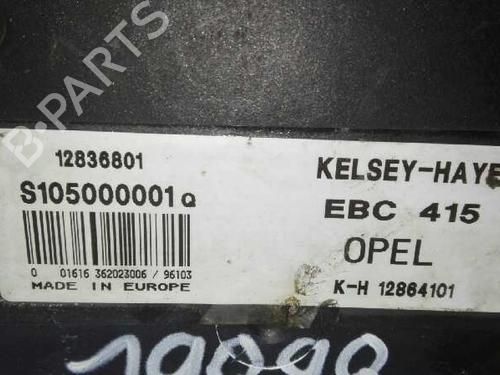 B-PARTS
12836801
S105000001Q
0 01616 362023006 / 96103
MADE IN EUROPE
KELSEY-HAYE
EBC 415
OPEL
K-H 12864101